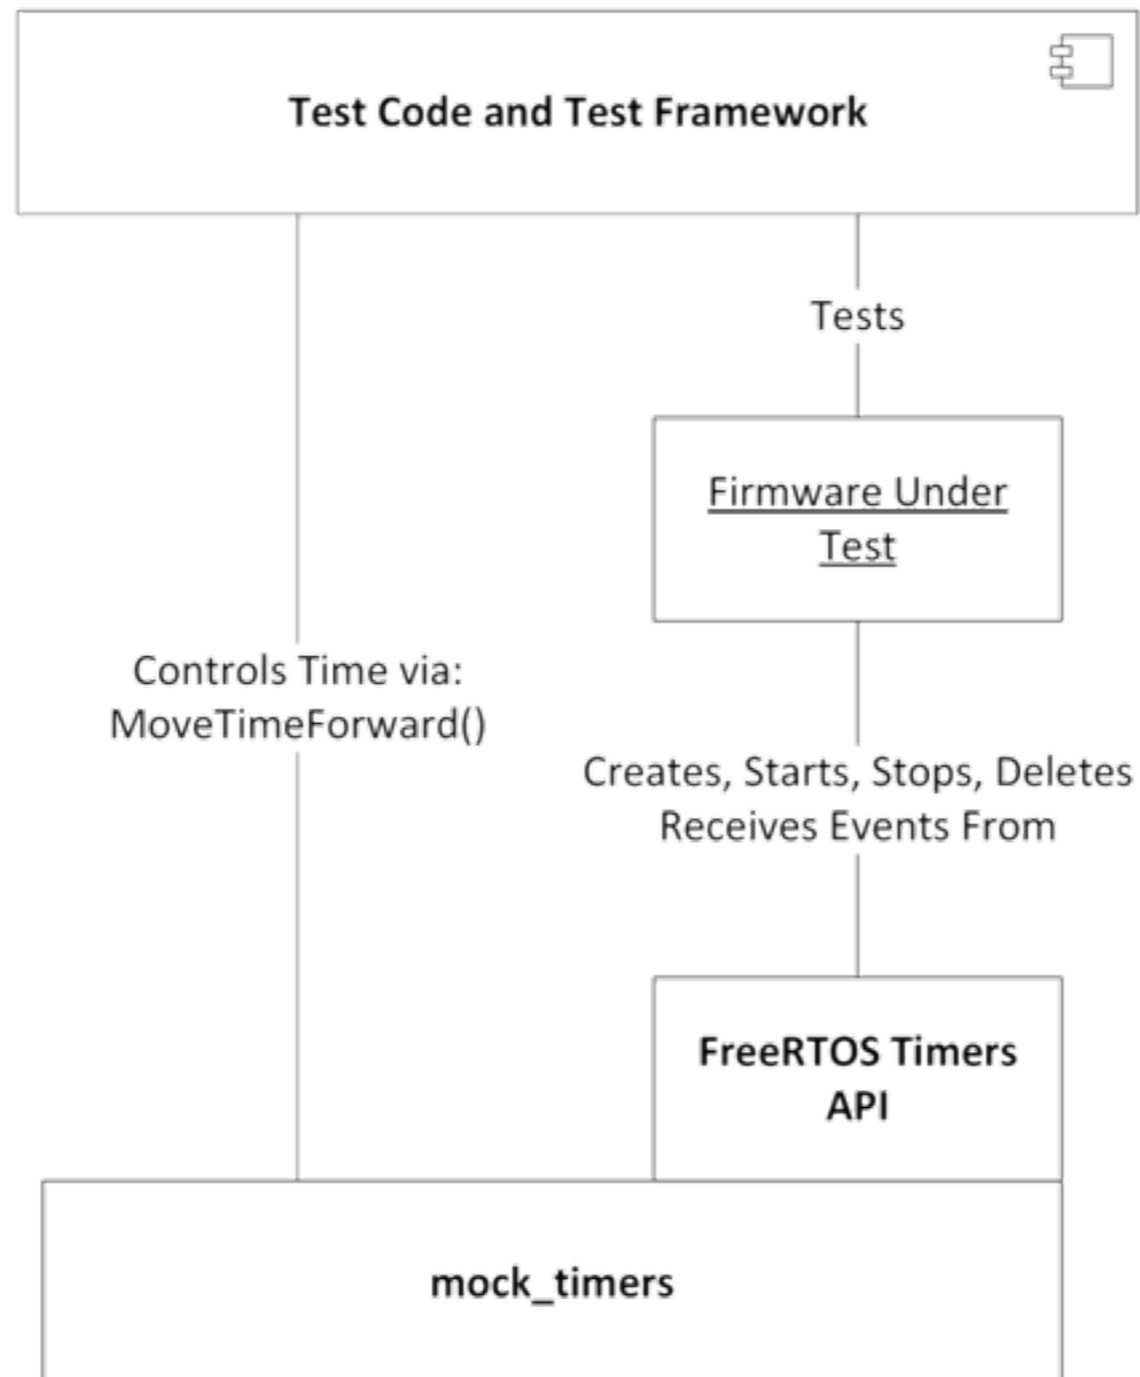 Test Code and Test Framework
Tests
Firmware Under
Test
Controls Time via:
MoveTimeForward()
Creates, Starts, Stops, Deletes
Receives Events From
FreeRTOS Timers
API
mock_timers